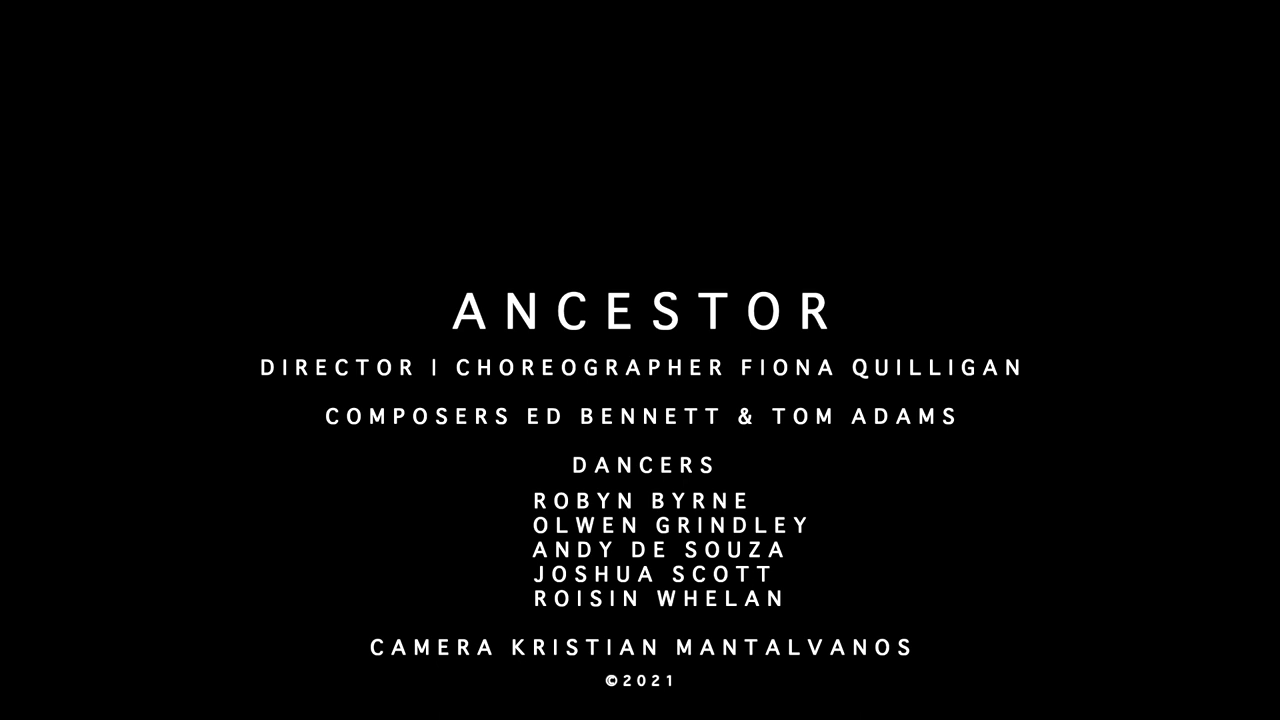 ANCESTOR
DIRECTOR | CHOREOGRAPHER FIONA QUILLIGAN
COMPOSERS ED BENNETT & TOM ADAMS
DANCERS
ROBYN BYRNE
OLWEN GRINDLEY
ANDY DE SOUZA
JOSHUA SCOTT
ROISIN WHELAN
CAMERA KRISTIAN MANTALVANOS
©2021